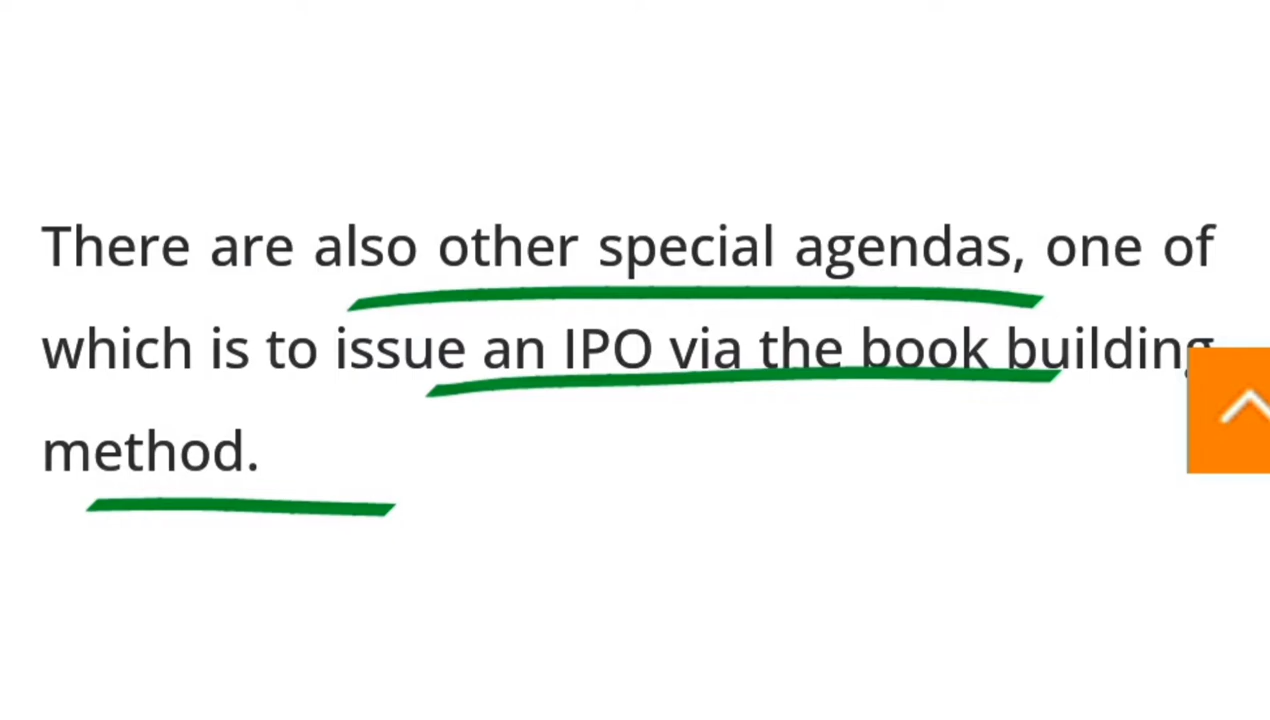 There are also other special agendas, one of
which is to issue an IPO via the book building
method.